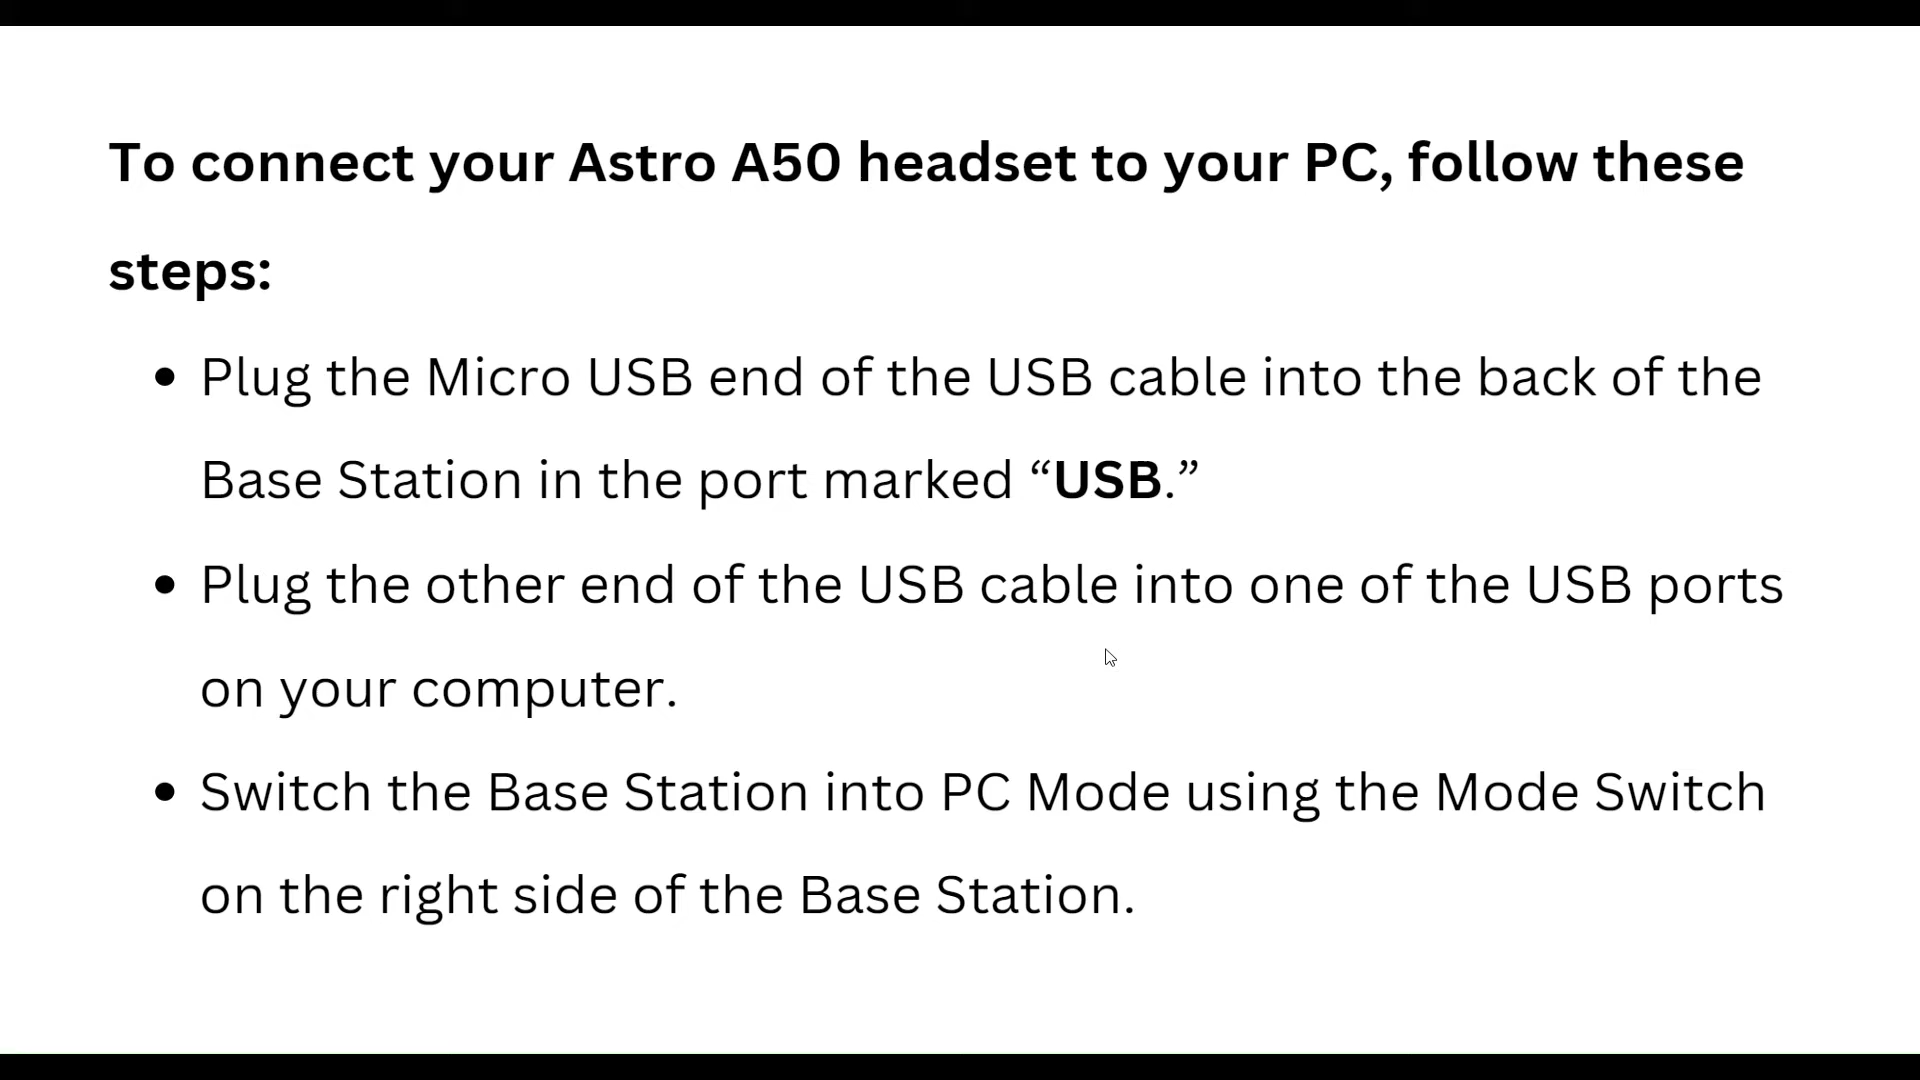 To connect your Astro A50 headset to your PC, follow these
steps:
• Plug the Micro USB end of the USB cable into the back of the
Base Station in the port marked “USB.”
• Plug the other end of the USB cable into one of the USB ports
on your computer.
• Switch the Base Station into PC Mode using the Mode Switch
on the right side of the Base Station.